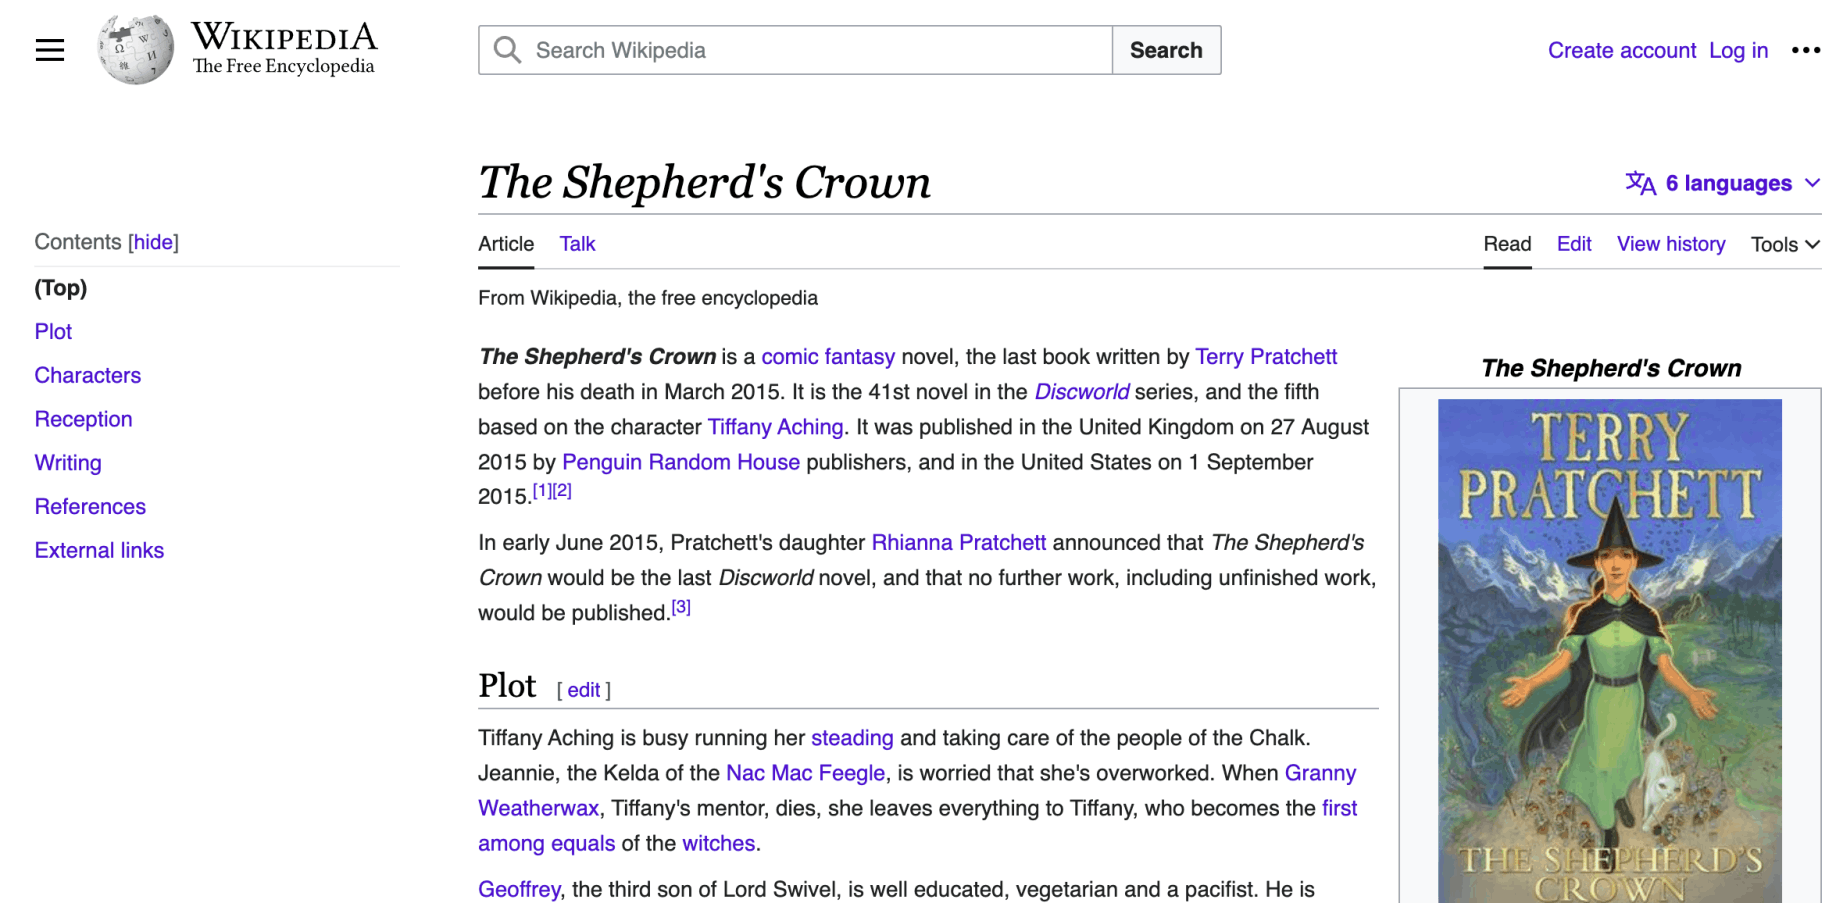 WIKIPEDIA
The Free Encyclopedia
Search Wikipedia
Search
Create account Log in
The Shepherd's Crown
6 languages
Contents [hide]
(Top)
Plot
Characters
Reception
Writing
References
External links
Article Talk
Read Edit View history Tools
From Wikipedia, the free encyclopedia
The Shepherd's Crown is a comic fantasy novel, the last book written by Terry Pratchett
before his death in March 2015. It is the 41st novel in the Discworld series, and the fifth
based on the character Tiffany Aching. It was published in the United Kingdom on 27 August
2015 by Penguin Random House publishers, and in the United States on 1 September
2015.[1][2]
In early June 2015, Pratchett's daughter Rhianna Pratchett announced that The Shepherd's
Crown would be the last Discworld novel, and that no further work, including unfinished work,
would be published.[3]
Plot [ edit ]
Tiffany Aching is busy running her steading and taking care of the people of the Chalk.
Jeannie, the Kelda of the Nac Mac Feegle, is worried that she's overworked. When Granny
Weatherwax, Tiffany's mentor, dies, she leaves everything to Tiffany, who becomes the first
among equals of the witches.
Geoffrey, the third son of Lord Swivel, is well educated, vegetarian and a pacifist. He is
The Shepherd's Crown
TERRY
PRATCHETT
THE SHEPHERD'S
CROWN